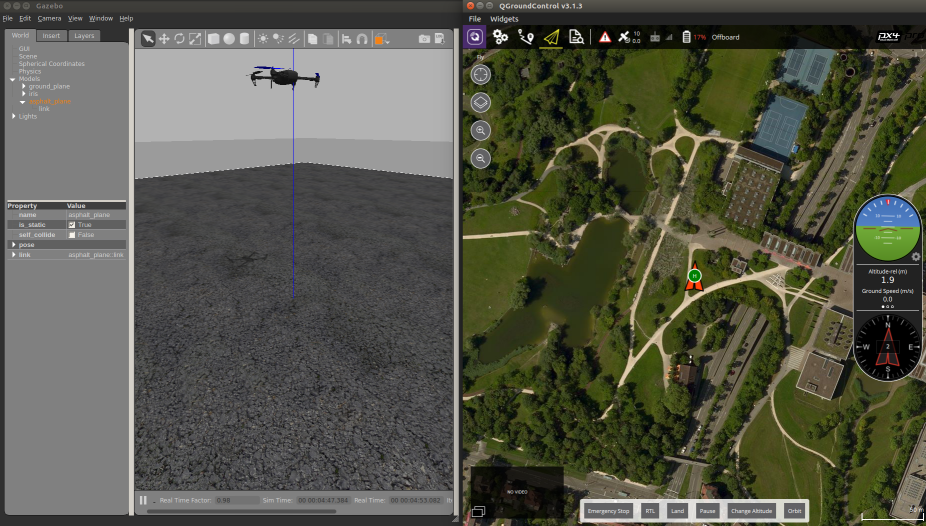 Gazebo
File Edit Camera View Window Help
World Insert Layers
GUI
Scene
Spherical Coordinates
Physics
Models
ground_plane
iris
asphalt_plane
link
Lights
Property Value
name asphalt_plane
is_static True
self_collide False
pose
link asphalt_plane::link
Real Time Factor: 0.98 Sim Time: 00 00:04:47.384 Real Time: 00 00:04:53.082
QGroundControl v3.1.3
File Widgets
10
0.0
17% Offboard
px4
Fly
Altitude-rel (m)
1.9
Ground Speed (m/s)
0.0
N
W 2 E
S
H
NO VIDEO
Emergency Stop RTL Land Pause Change Altitude Orbit
50 m